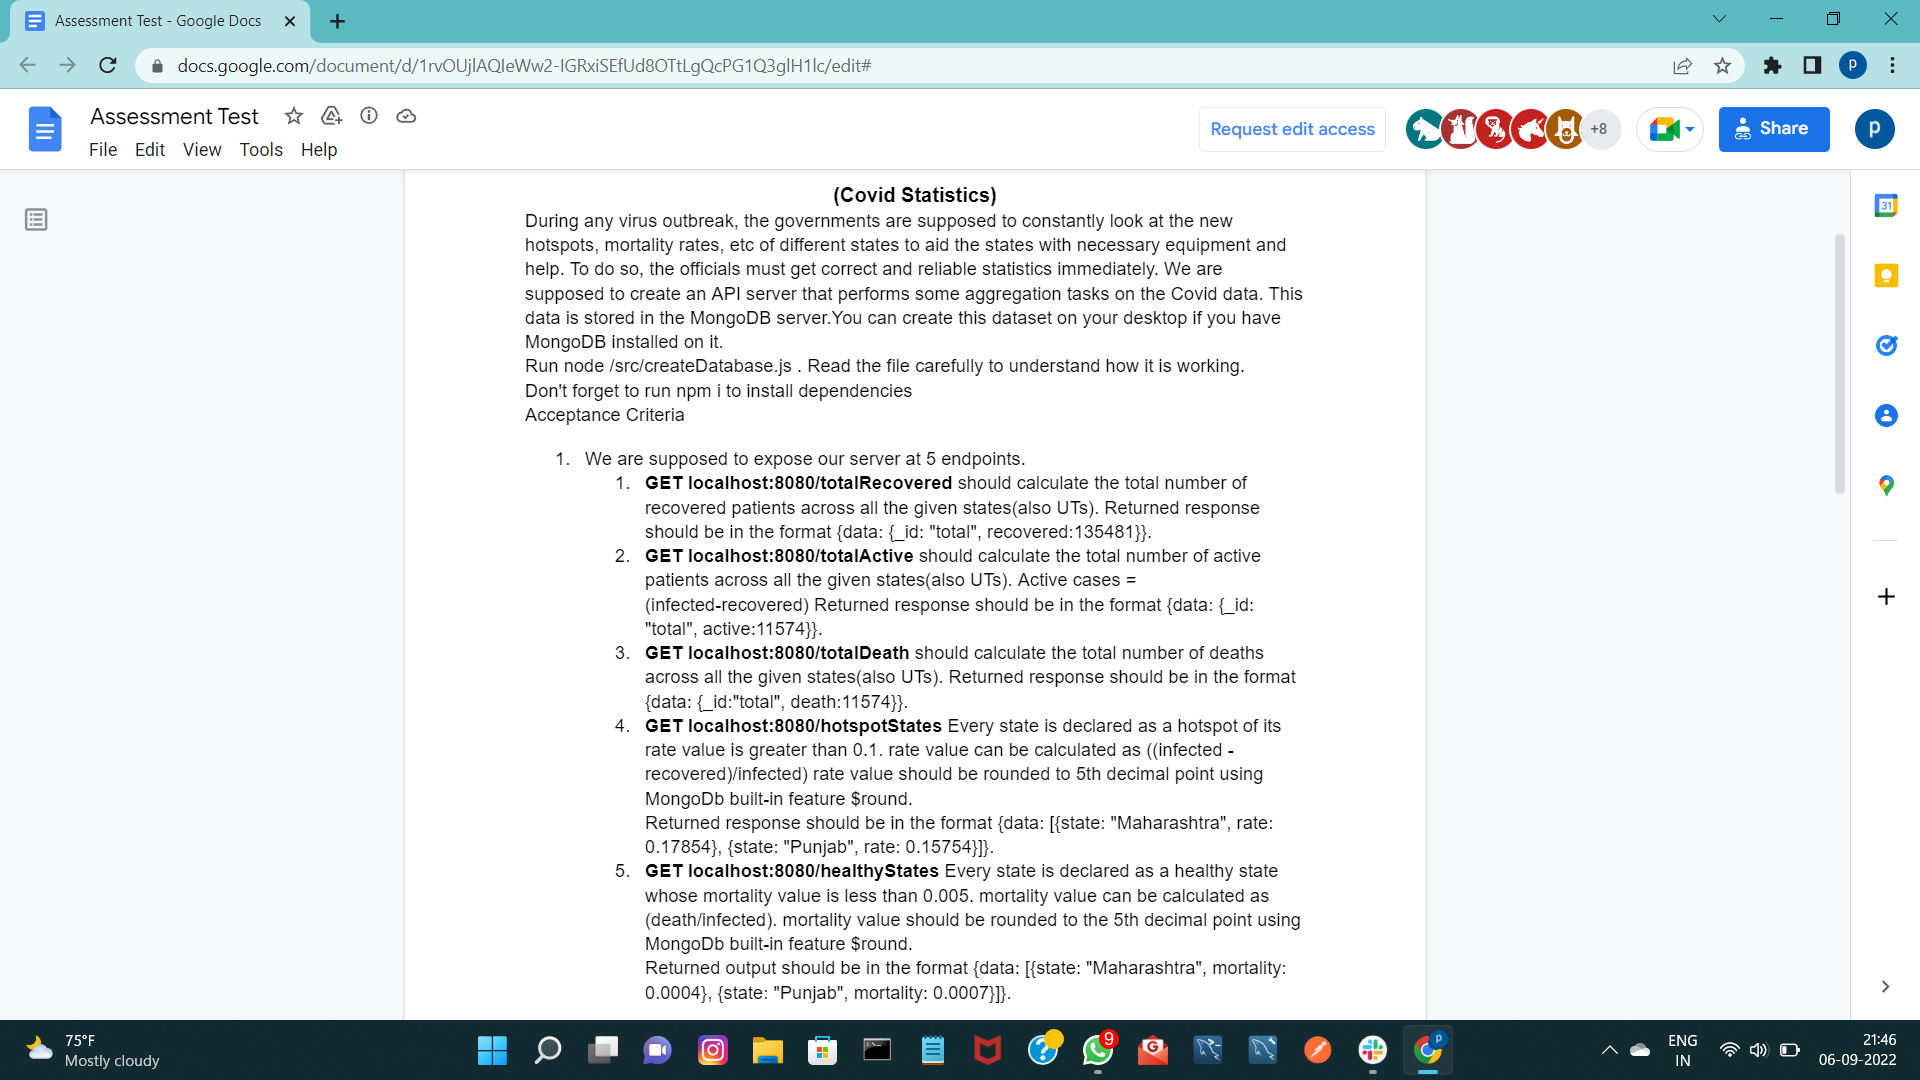 Assessment Test - Google Docs
docs.google.com/document/d/1rvOUjlAQIeWw2-IGRxiSEfUd8OTtLgQcPG1Q3glH1lc/edit#
P
Assessment Test
File Edit View Tools Help
Request edit access
+8
Share
P
31
(Covid Statistics)
During any virus outbreak, the governments are supposed to constantly look at the new
hotspots, mortality rates, etc of different states to aid the states with necessary equipment and
help. To do so, the officials must get correct and reliable statistics immediately. We are
supposed to create an API server that performs some aggregation tasks on the Covid data. This
data is stored in the MongoDB server.You can create this dataset on your desktop if you have
MongoDB installed on it.
Run node /src/createDatabase.js . Read the file carefully to understand how it is working.
Don't forget to run npm i to install dependencies
Acceptance Criteria
1. We are supposed to expose our server at 5 endpoints.
1. GET localhost:8080/totalRecovered should calculate the total number of
recovered patients across all the given states(also UTs). Returned response
should be in the format {data: {_id: "total", recovered:135481}}.
2. GET localhost:8080/totalActive should calculate the total number of active
patients across all the given states(also UTs). Active cases =
(infected-recovered) Returned response should be in the format {data: {_id:
"total", active:11574}}.
3. GET localhost:8080/totalDeath should calculate the total number of deaths
across all the given states(also UTs). Returned response should be in the format
{data: {_id:"total", death:11574}}.
4. GET localhost:8080/hotspotStates Every state is declared as a hotspot of its
rate value is greater than 0.1. rate value can be calculated as ((infected -
recovered)/infected) rate value should be rounded to 5th decimal point using
MongoDb built-in feature $round.
Returned response should be in the format {data: [{state: "Maharashtra", rate:
0.17854}, {state: "Punjab", rate: 0.15754}]}.
5. GET localhost:8080/healthyStates Every state is declared as a healthy state
whose mortality value is less than 0.005. mortality value can be calculated as
(death/infected). mortality value should be rounded to the 5th decimal point using
MongoDb built-in feature $round.
Returned output should be in the format {data: [{state: "Maharashtra", mortality:
0.0004}, {state: "Punjab", mortality: 0.0007}]}.
75°F
Mostly cloudy
9
G
P
ENG
IN
21:46
06-09-2022